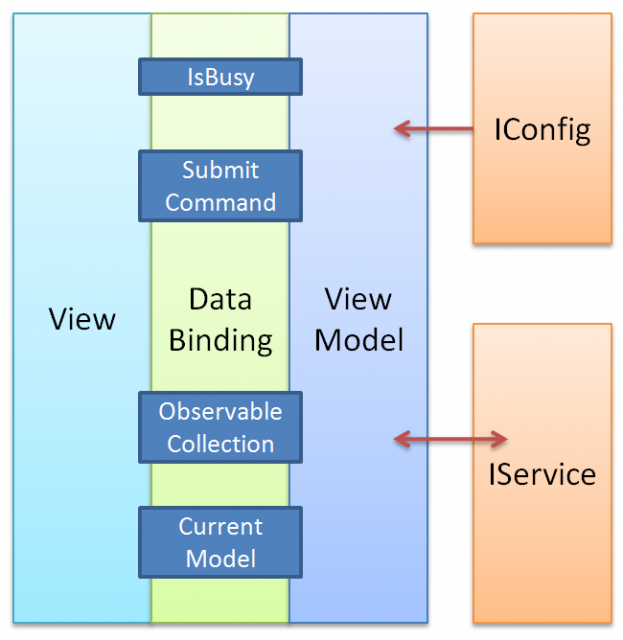 IsBusy
Submit
Command
IConfig
View
Data
Binding
View
Model
Observable
Collection
IService
Current
Model